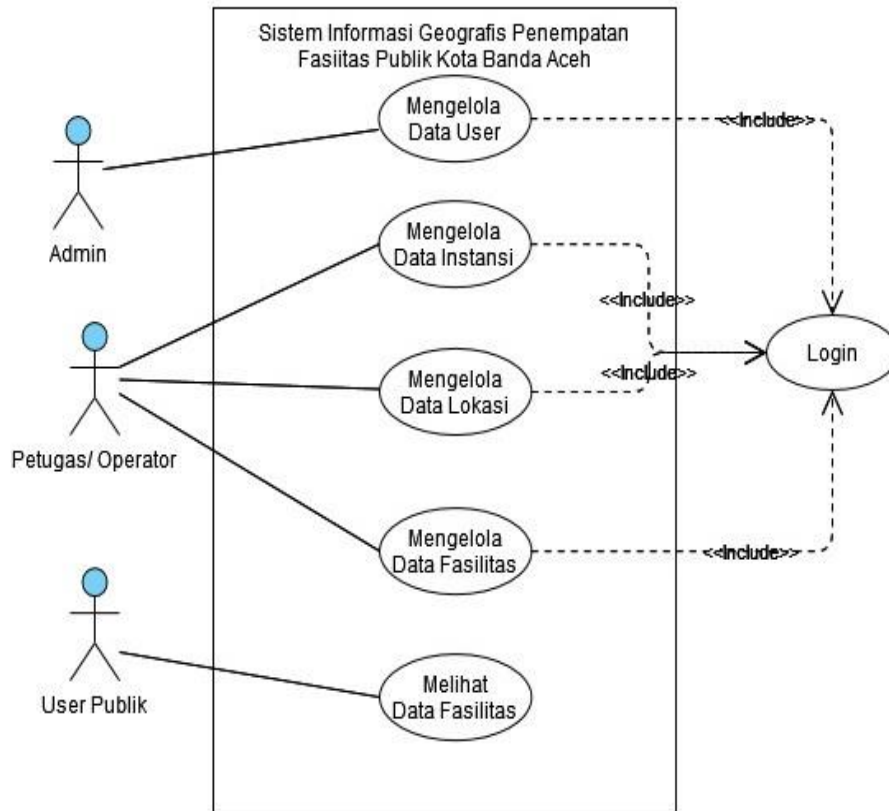 Sistem Informasi Geografis Penempatan
Fasiitas Publik Kota Banda Aceh
Mengelola
Data User
<<Include>>
Admin
Mengelola
Data Instansi
<<Include>>
Login
Petugas/ Operator
Mengelola
Data Lokasi
<<Include>>
Mengelola
Data Fasilitas
<<Include>>
User Publik
Melihat
Data Fasilitas